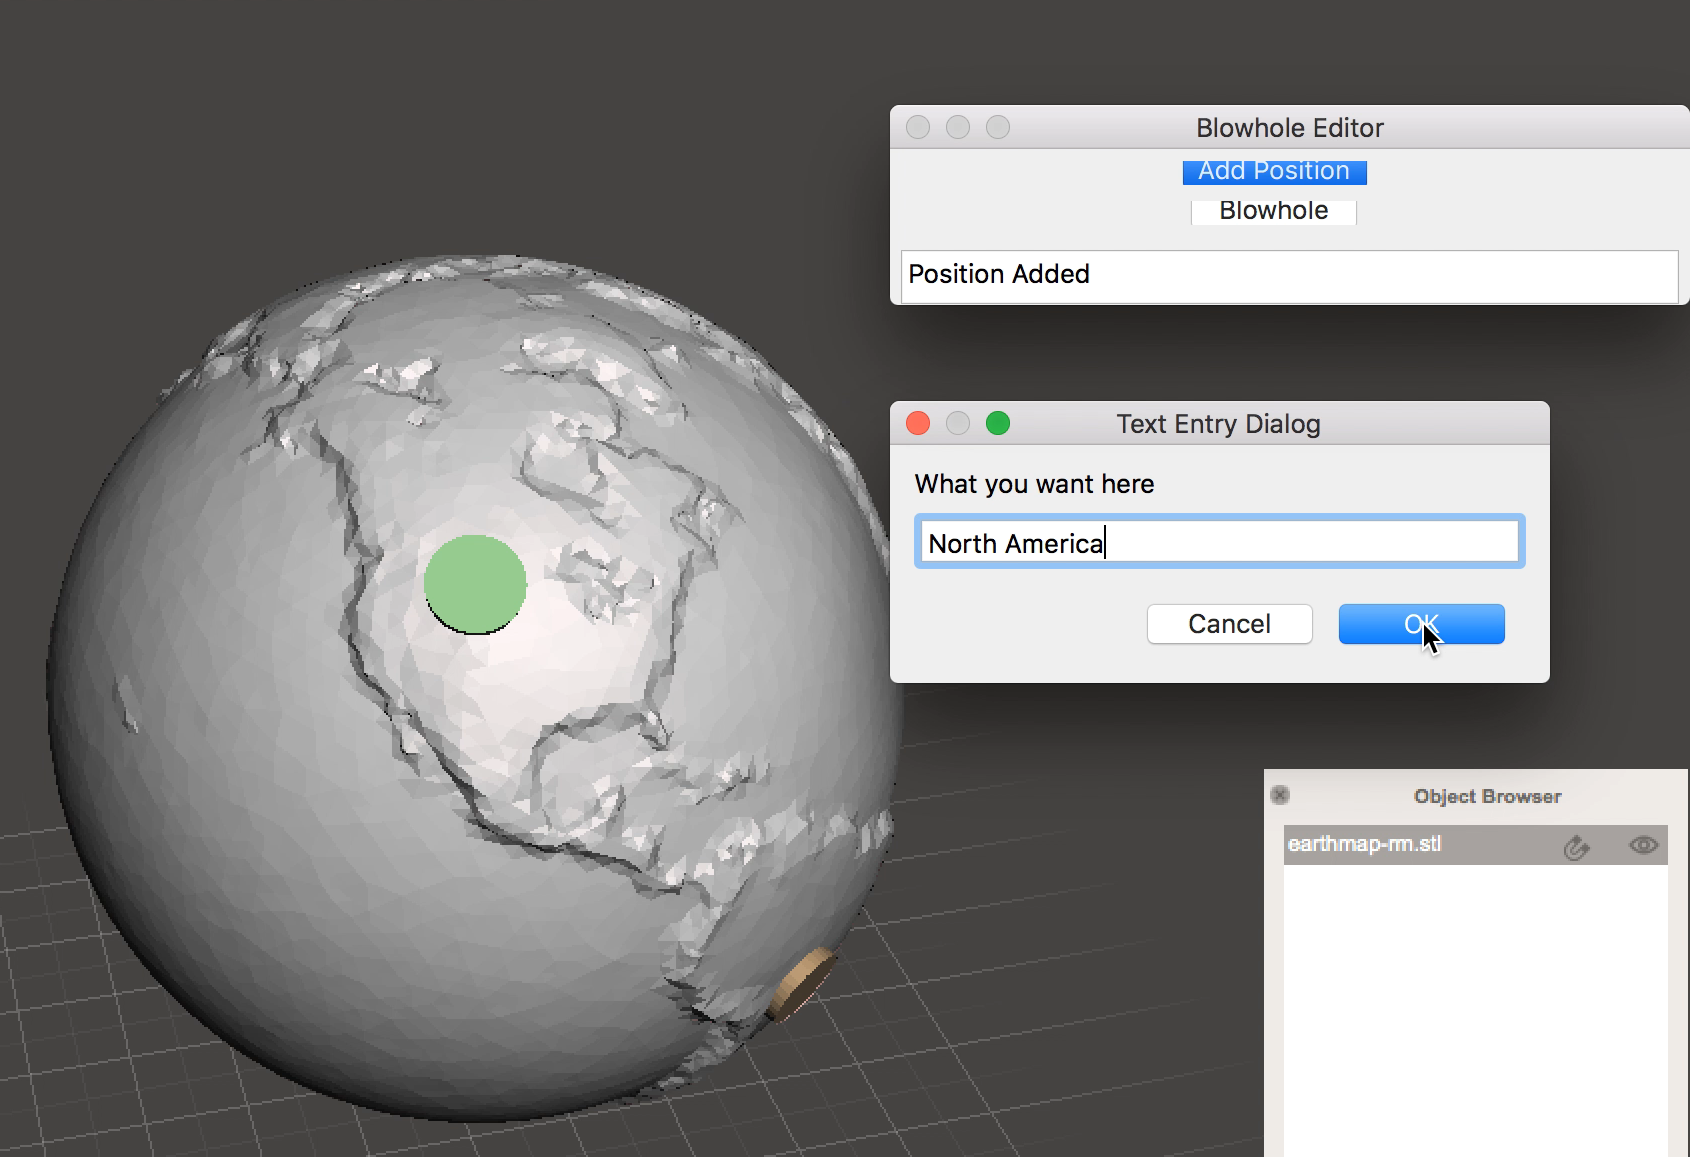 Blowhole Editor
Add Position
Blowhole
Position Added
Text Entry Dialog
What you want here
North America
Cancel
OK
Object Browser
earthmap-rm.stl